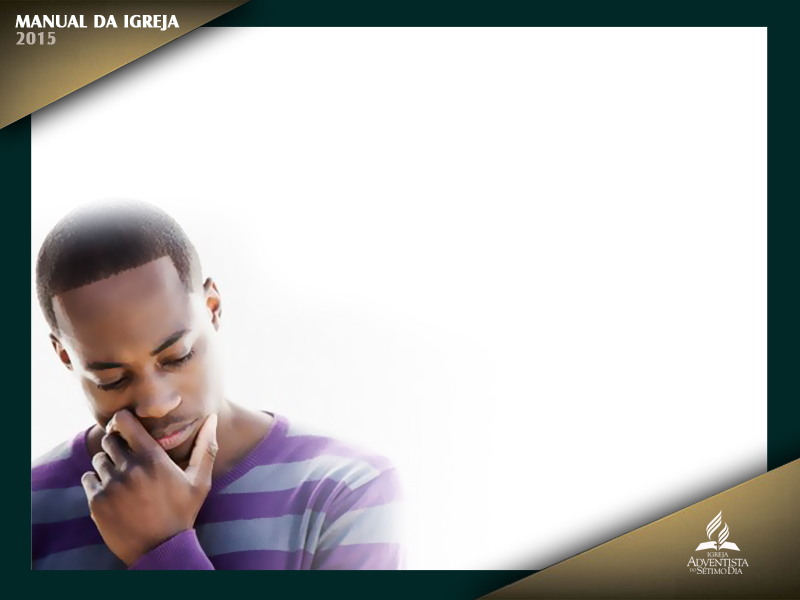 MANUAL DA IGREJA
2015
IGREJA
ADVENTISTA
DO SÉTIMO DIA